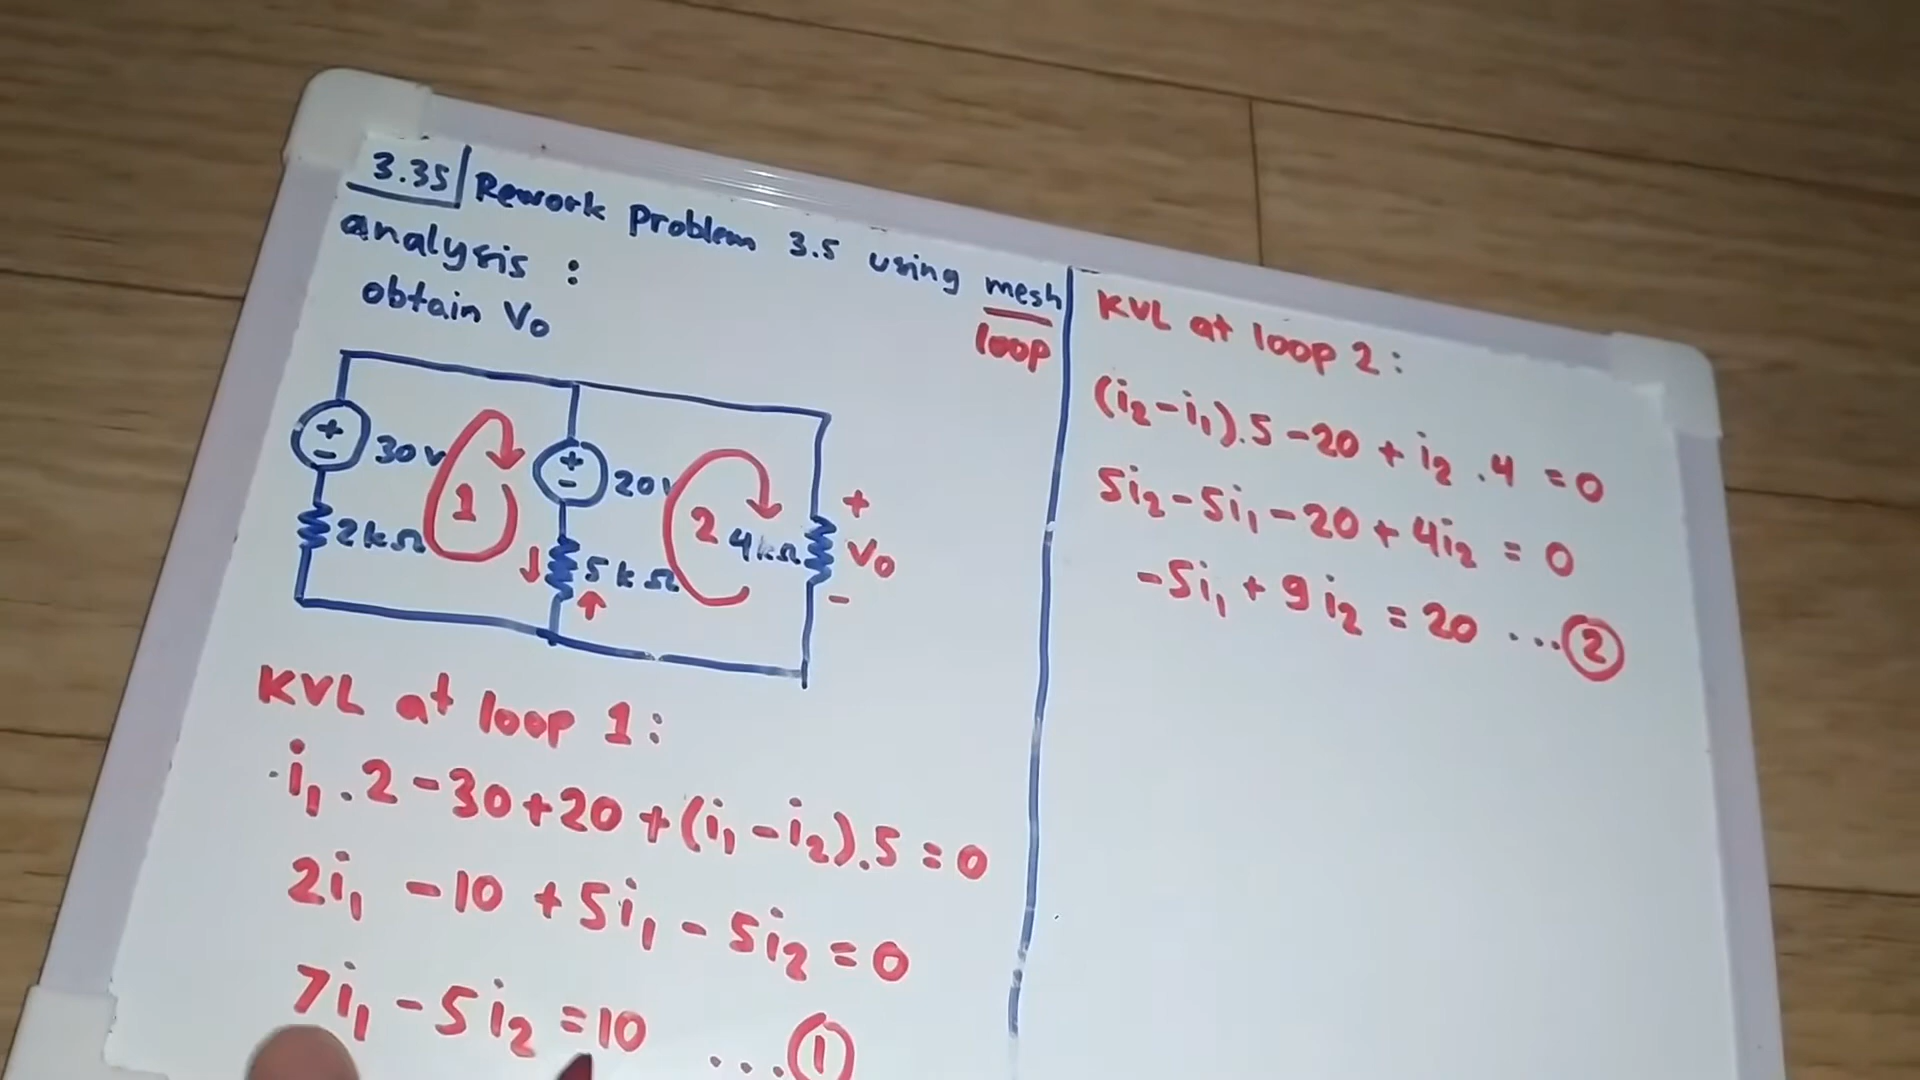 3.35 Rework Problem 3.5 using mesh
loop
analysis :
obtain Vo
+
-
30V
2kΩ
1
+
-
20V
5kΩ
2
4kΩ
+
Vo
-
KVL at loop 1:
i₁ . 2 - 30 + 20 + (i₁ - i₂) . 5 = 0
2i₁ - 10 + 5i₁ - 5i₂ = 0
7i₁ - 5i₂ = 10 ... ①
KVL at loop 2:
(i₂ - i₁) . 5 - 20 + i₂ . 4 = 0
5i₂ - 5i₁ - 20 + 4i₂ = 0
-5i₁ + 9i₂ = 20 ... ②